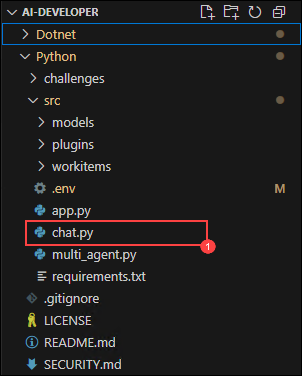 AI-DEVELOPER
Dotnet
Python
challenges
src
models
plugins
workitems
.env M
app.py
chat.py
1
multi_agent.py
requirements.txt
.gitignore
LICENSE
README.md
SECURITY.md